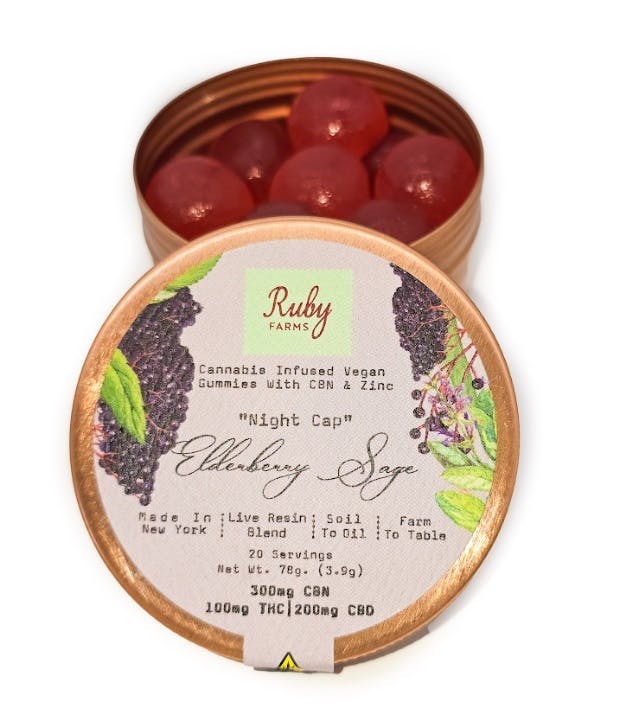 Ruby
FARMS
Cannabis Infused Vegan
Gummies With CBN & Zinc
"Night Cap"
Elderberry Sage
Made In New York | Live Resin Blend | Soil To Oil | Farm To Table
20 Servings
Net Wt. 78g. (3.9g)
300mg CBN
100mg THC|200mg CBD